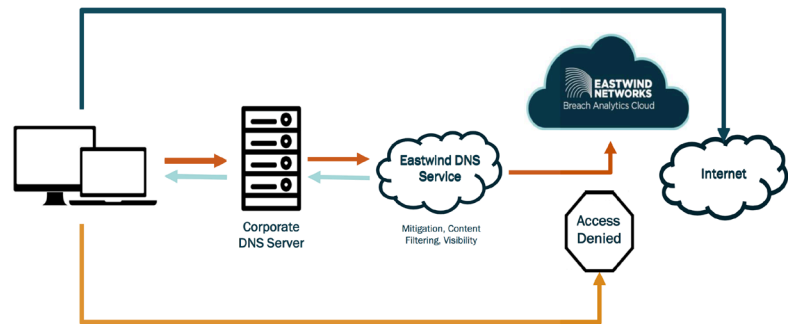 EASTWIND
NETWORKS
Breach Analytics Cloud
Eastwind DNS
Service
Internet
Access
Denied
Corporate
DNS Server
Mitigation, Content
Filtering, Visibility